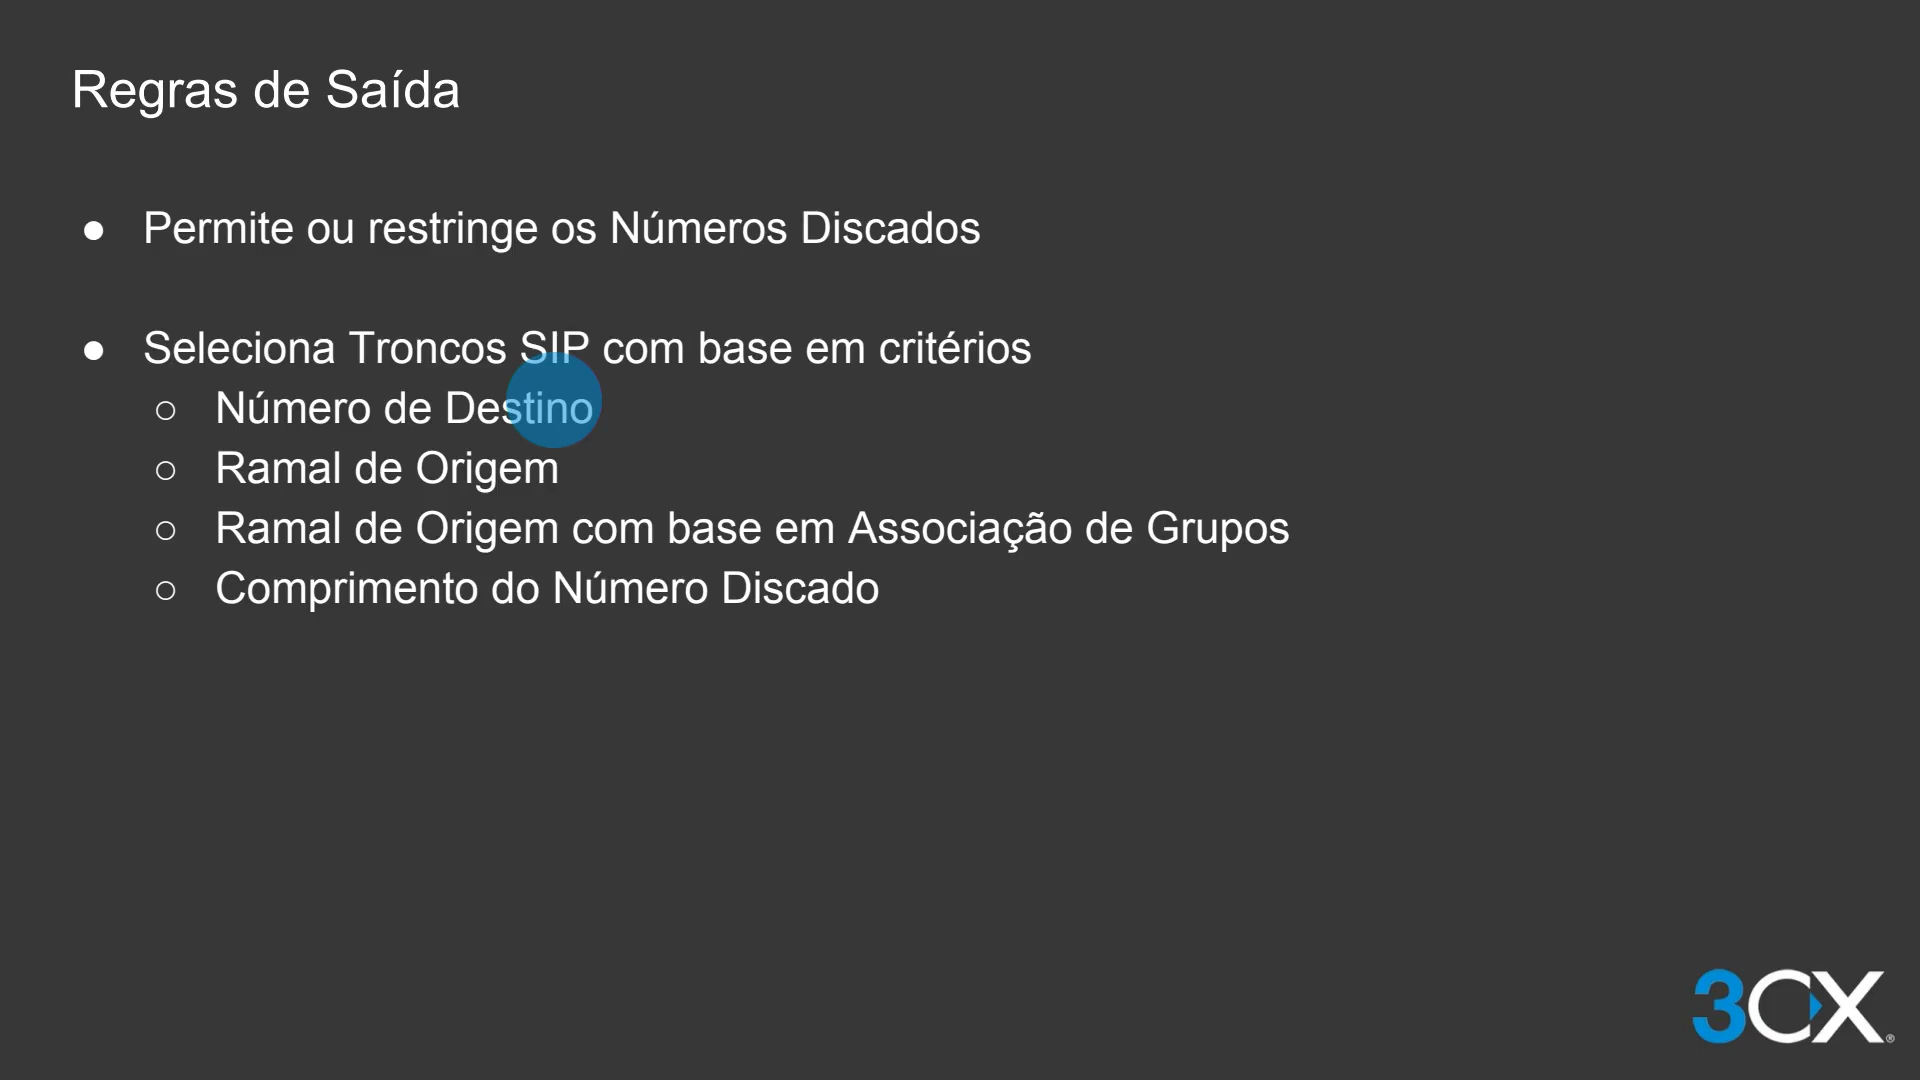 Regras de Saída
● Permite ou restringe os Números Discados
● Seleciona Troncos SIP com base em critérios
○ Número de Destino
○ Ramal de Origem
○ Ramal de Origem com base em Associação de Grupos
○ Comprimento do Número Discado
3CX®